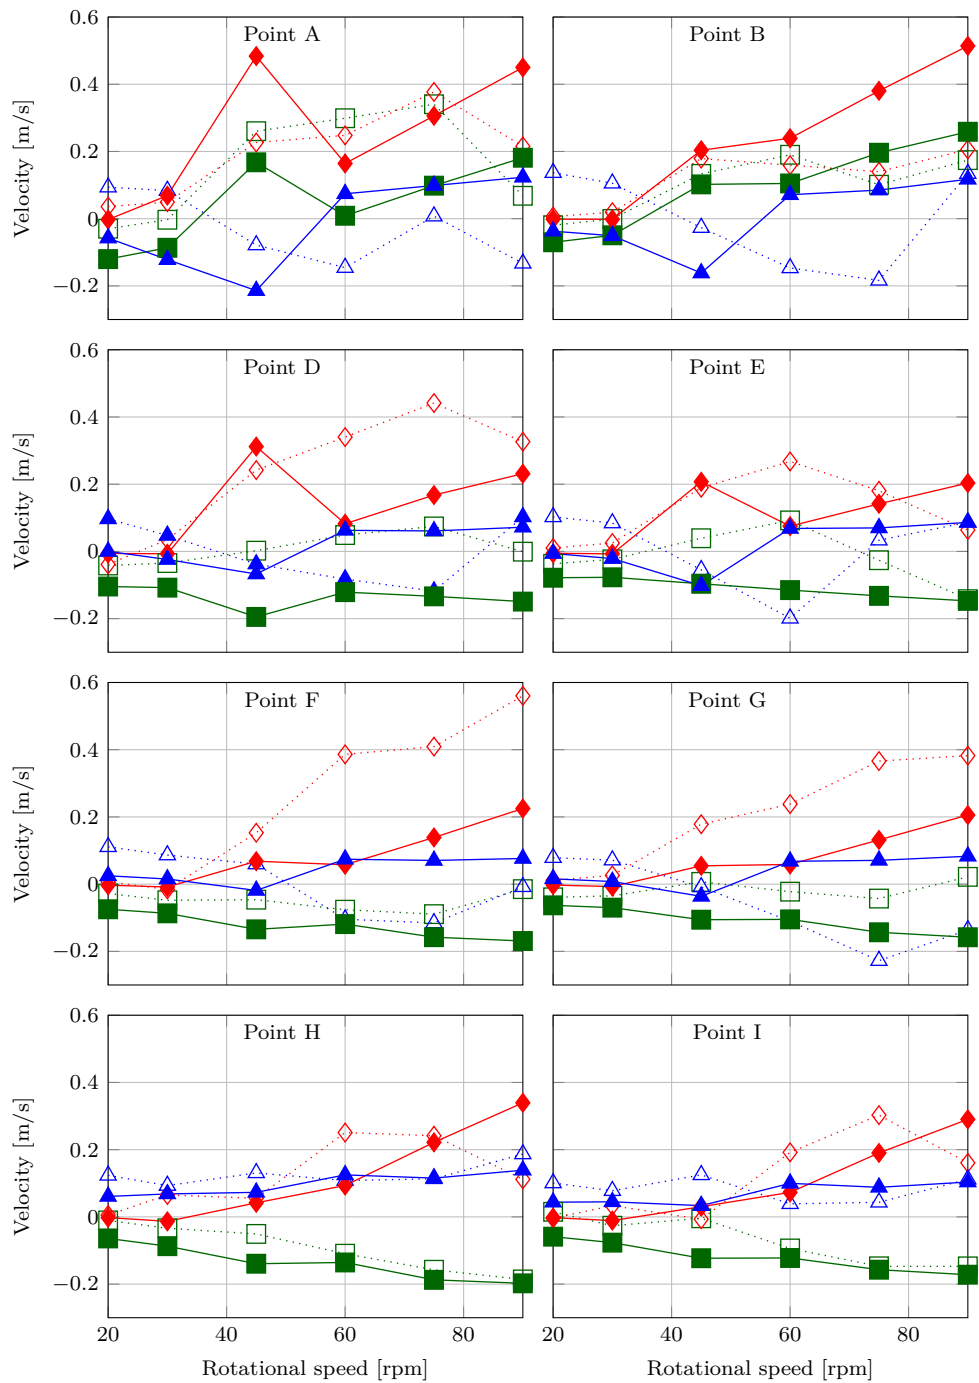 Point A
Point B
0.6
0.4
0.2
0
−0.2
Velocity [m/s]
Point D
Point E
0.6
0.4
0.2
0
−0.2
Velocity [m/s]
Point F
Point G
0.6
0.4
0.2
0
−0.2
Velocity [m/s]
Point H
Point I
0.6
0.4
0.2
0
−0.2
Velocity [m/s]
20 40 60 80
20 40 60 80
Rotational speed [rpm]
Rotational speed [rpm]